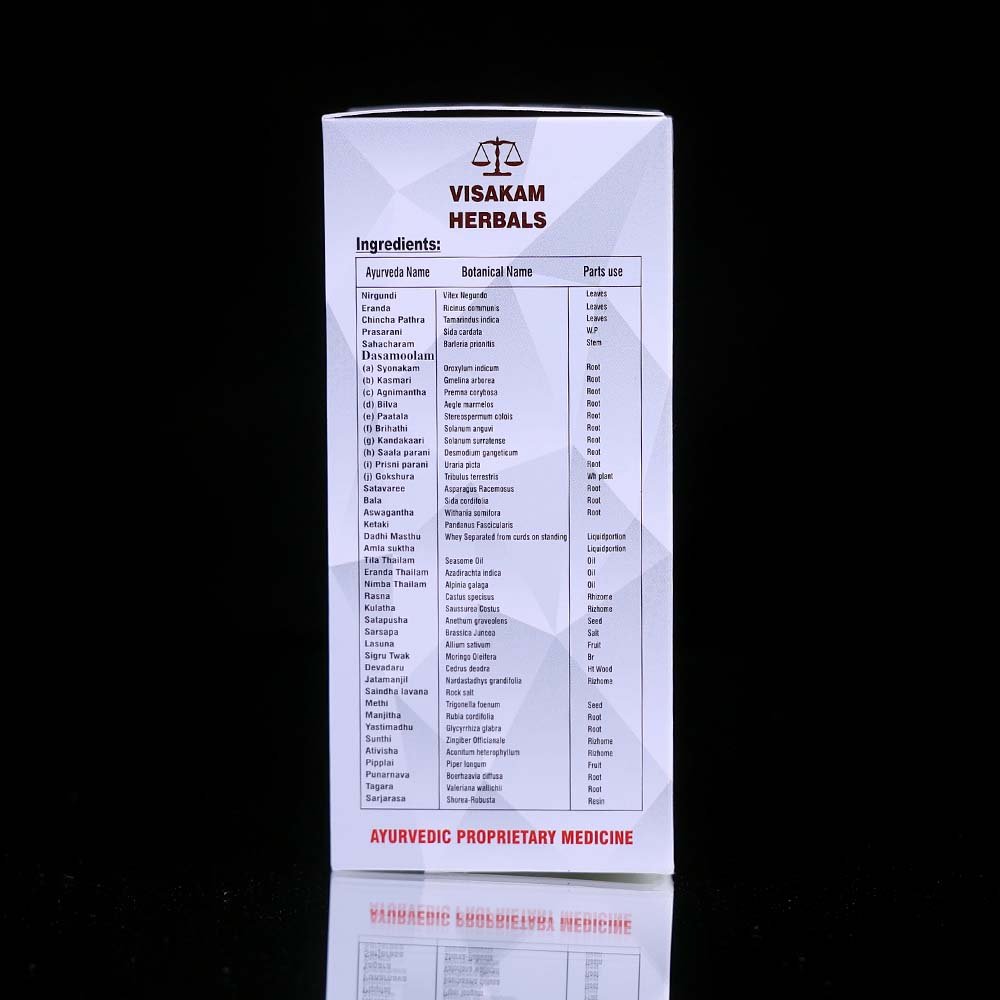 VISAKAM
HERBALS
Ingredients:
Ayurveda Name Botanical Name Parts use
Nirgundi Vitex Negundo Leaves
Eranda Ricinus communis Leaves
Chincha Pathra Tamarindus indica Leaves
Prasarani Sida cardata W.P
Sahacharam Barleria prionitis Stem
Dasamoolam
(a) Syonakam Oroxylum indicum Root
(b) Kasmari Gmelina arborea Root
(c) Agnimantha Premna corybosa Root
(d) Bilva Aegle marmelos Root
(e) Paatala Stereospermum colois Root
(f) Brihathi Solanum anguvi Root
(g) Kandakaari Solanum surratense Root
(h) Saala parani Desmodium gangeticum Root
(i) Prisni parani Uraria picta Root
(j) Gokshura Tribulus terrestris Wh plant
Satavaree Asparagus Racemosus Root
Bala Sida cordifolia Root
Aswagantha Withania somifora Root
Ketaki Pandanus Fascicularis
Dadhi Masthu Whey Separated from curds on standing Liquidportion
Amla suktha Liquidportion
Tila Thailam Seasome Oil Oil
Eranda Thailam Azadirachta indica Oil
Nimba Thailam Alpinia galaga Oil
Rasna Castus specisus Rhizome
Kulatha Saussurea Costus Rizhome
Satapusha Anethum graveolens Seed
Sarsapa Brassica Juncea Salt
Lasuna Allium sativum Fruit
Sigru Twak Moringo Oleifera Br
Devadaru Cedrus deodra Ht Wood
Jatamanjil Nardastadhys grandifolia Rizhome
Saindha lavana Rock salt
Methi Trigonella foenum Seed
Manjitha Rubia cordifolia Root
Yastimadhu Glycyrrhiza glabra Root
Sunthi Zingiber Officianale Rizhome
Ativisha Aconitum heterophyllum Rizhome
Pipplai Piper longum Fruit
Punarnava Boerhaavia diffusa Root
Tagara Valeriana wallichii Root
Sarjarasa Shorea-Robusta Resin
AYURVEDIC PROPRIETARY MEDICINE